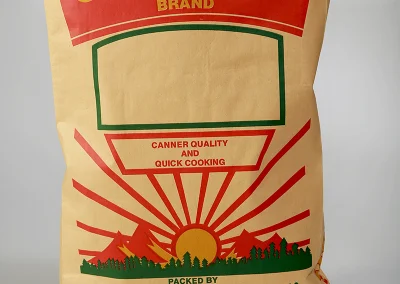 BRAND
CANNER QUALITY
AND
QUICK COOKING
PACKED BY